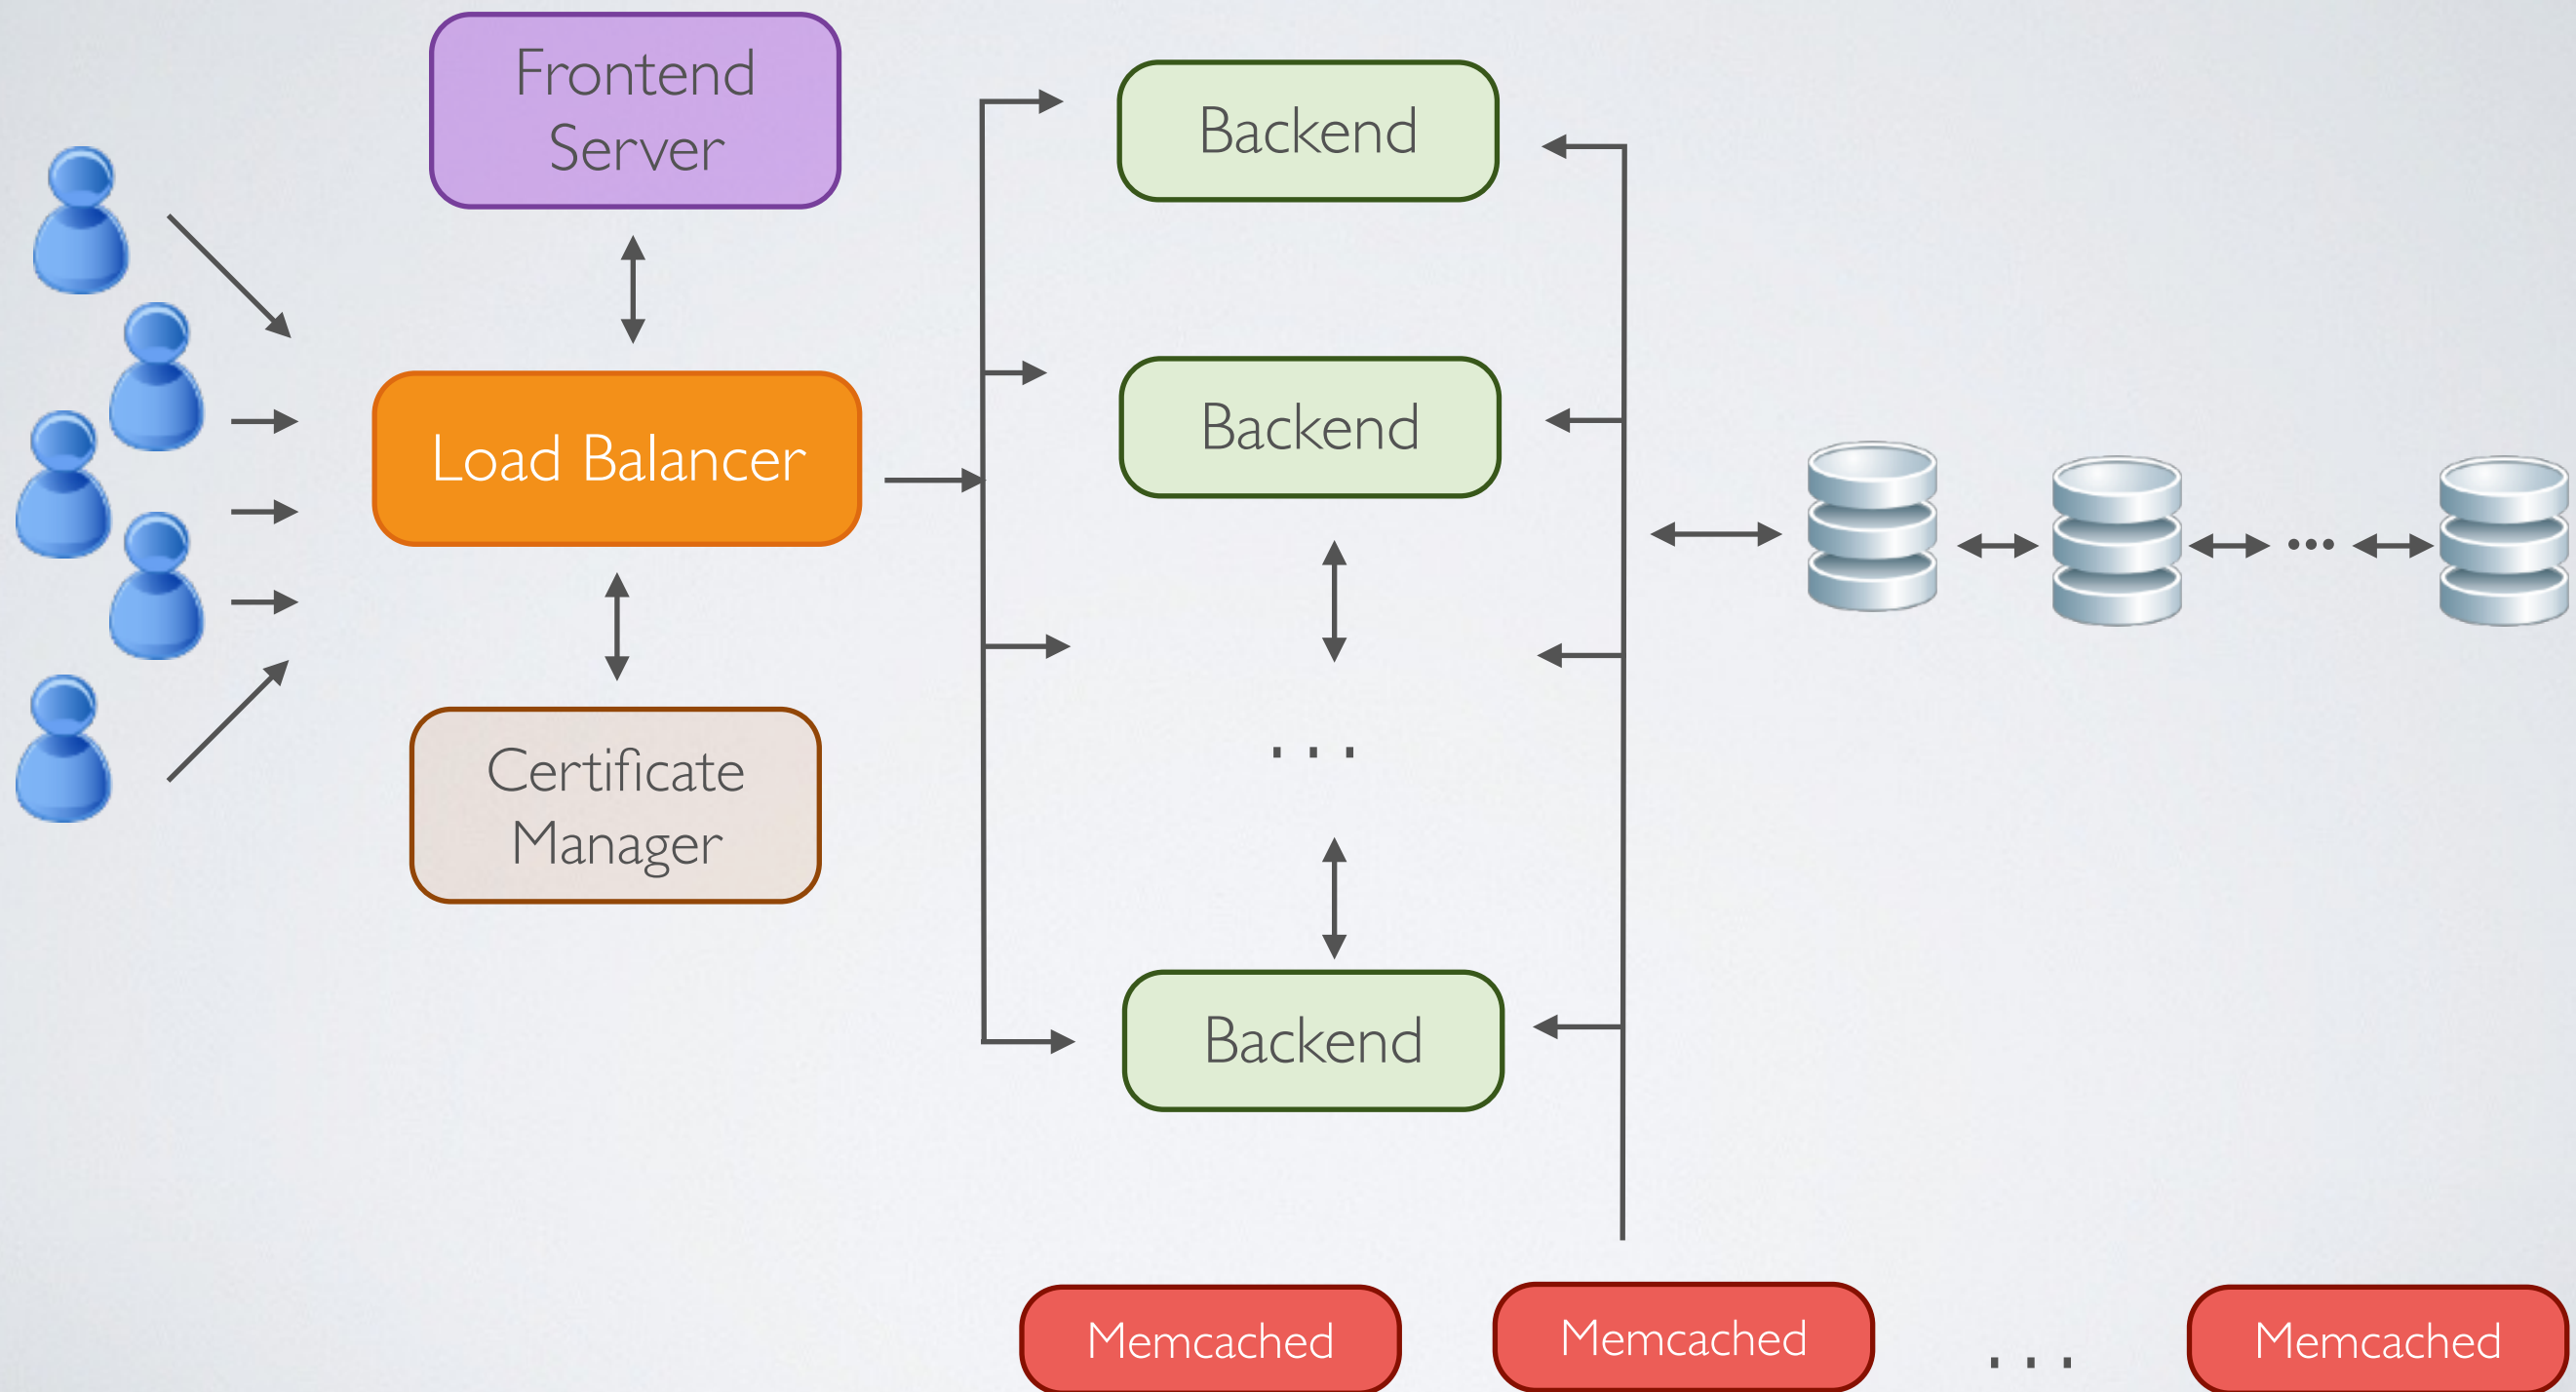 Frontend
Server
Load Balancer
Certificate
Manager
Backend
Backend
...
Backend
...
Memcached
Memcached
...
Memcached